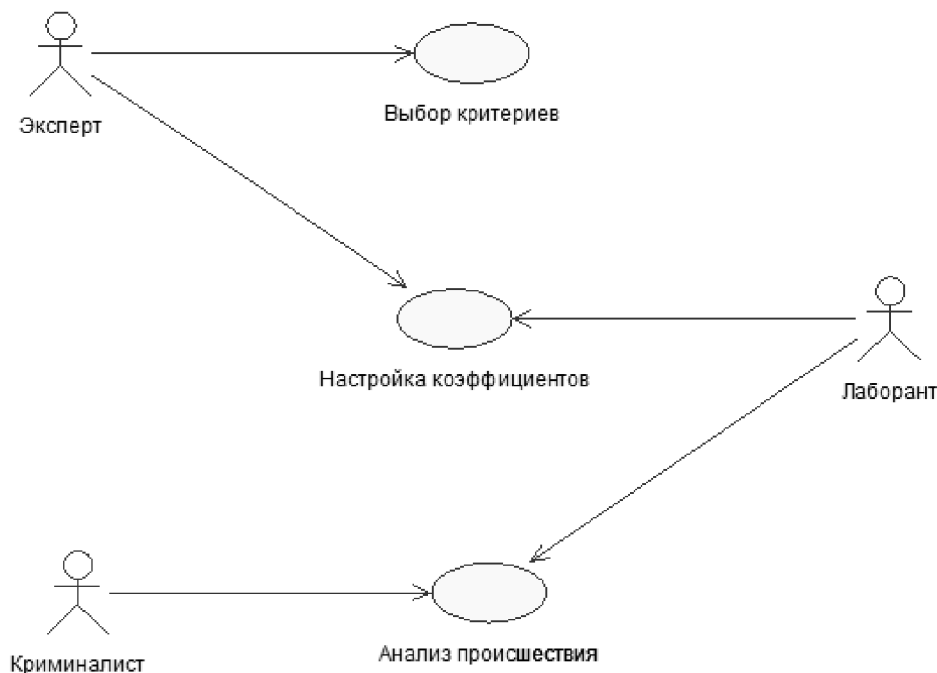 Эксперт
Выбор критериев
Настройка коэффициентов
Лаборант
Криминалист
Анализ происшествия